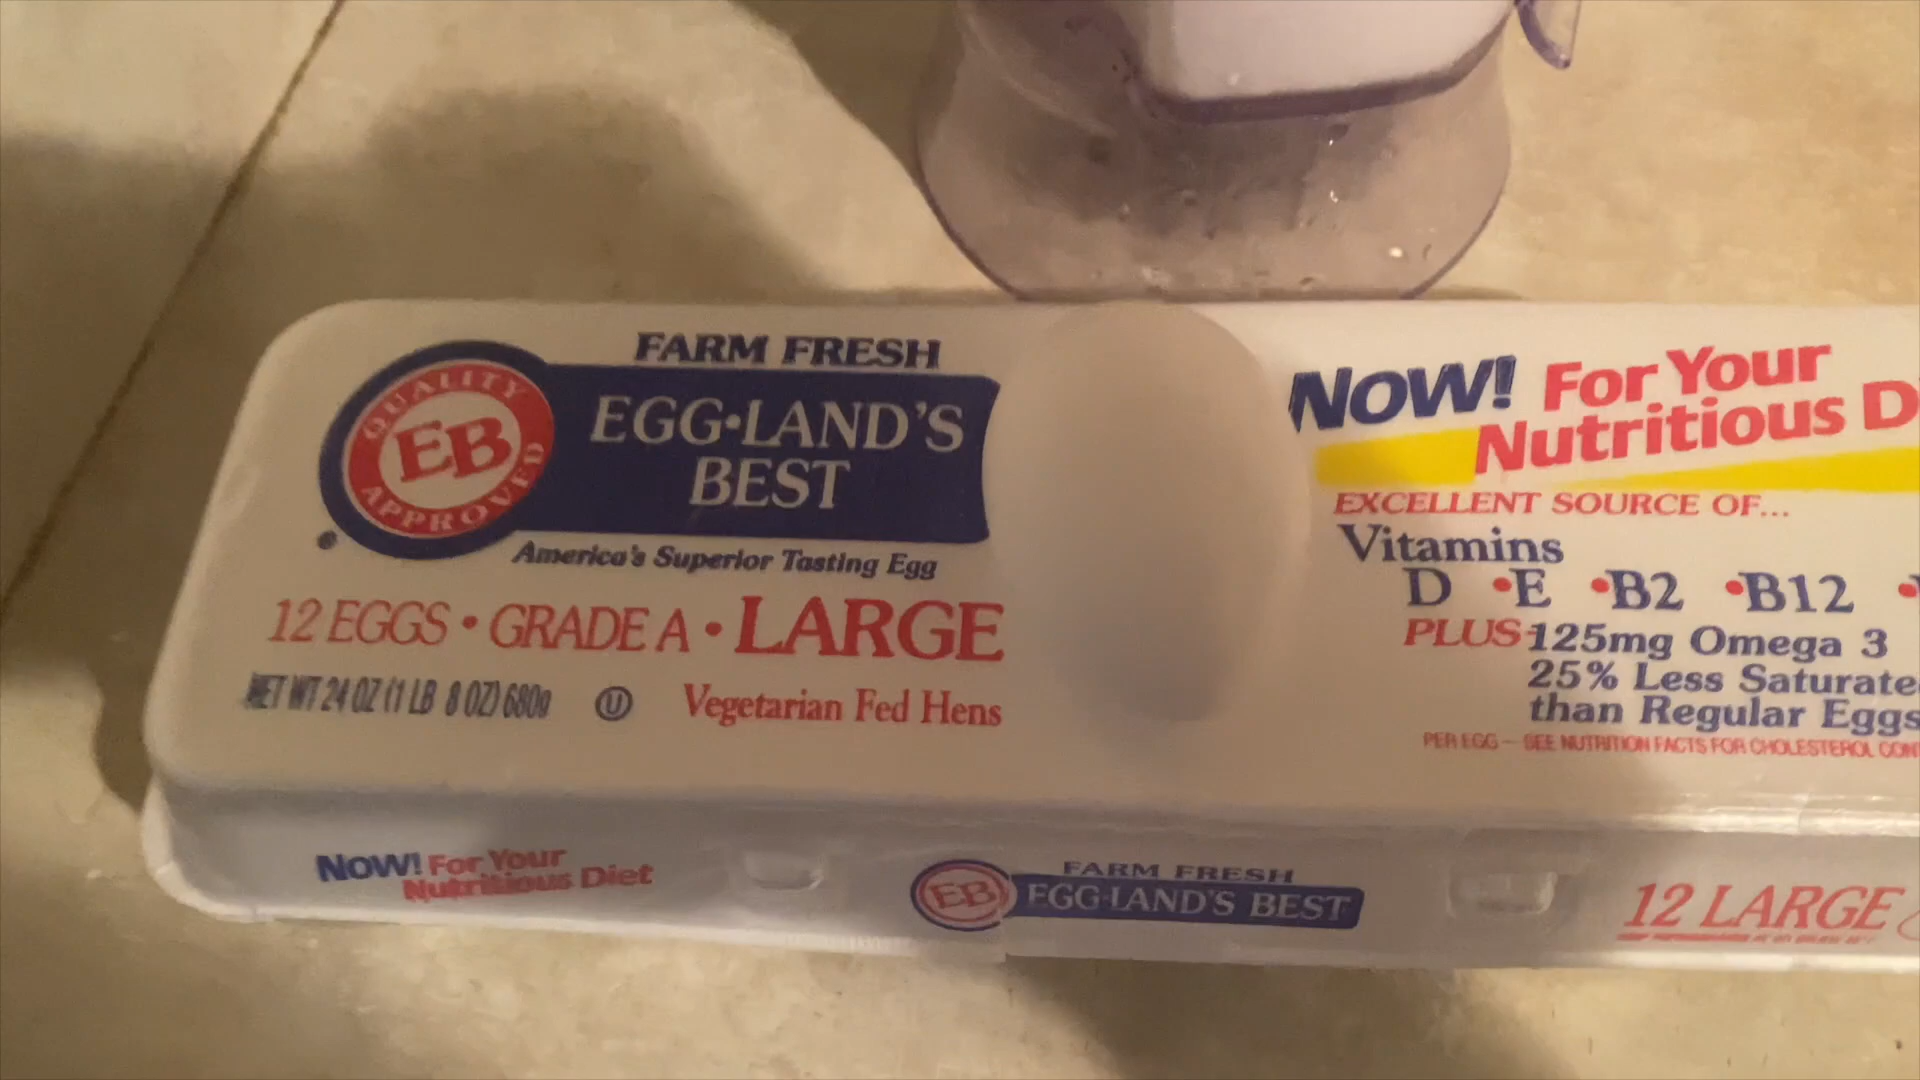 FARM FRESH
QUALITY
EB
APPROVED
®
EGG•LAND'S
BEST
America's Superior Tasting Egg
12 EGGS • GRADE A • LARGE
NET WT 24 OZ (1 LB 8 OZ) 680g
U
Vegetarian Fed Hens
NOW! For Your
Nutritious D
EXCELLENT SOURCE OF...
Vitamins
D •E •B2 •B12 •
PLUS 125mg Omega 3
25% Less Saturate
than Regular Eggs
PER EGG — SEE NUTRITION FACTS FOR CHOLESTEROL CON
NOW! For Your
Nutritious Diet
EB
FARM FRESH
EGG•LAND'S BEST
12 LARGE